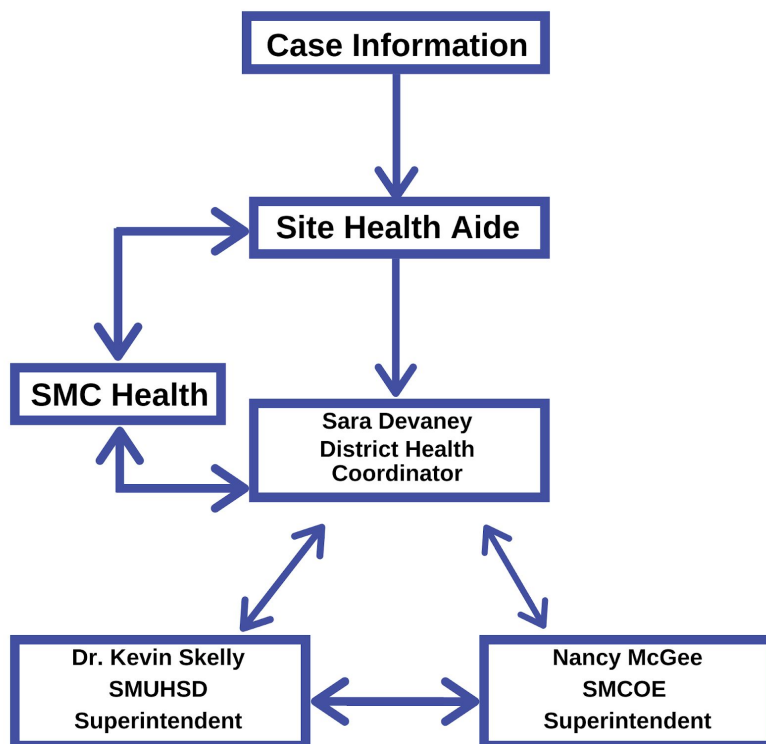 Case Information
Site Health Aide
SMC Health
Sara Devaney
District Health
Coordinator
Dr. Kevin Skelly
SMUHSD
Superintendent
Nancy McGee
SMCOE
Superintendent